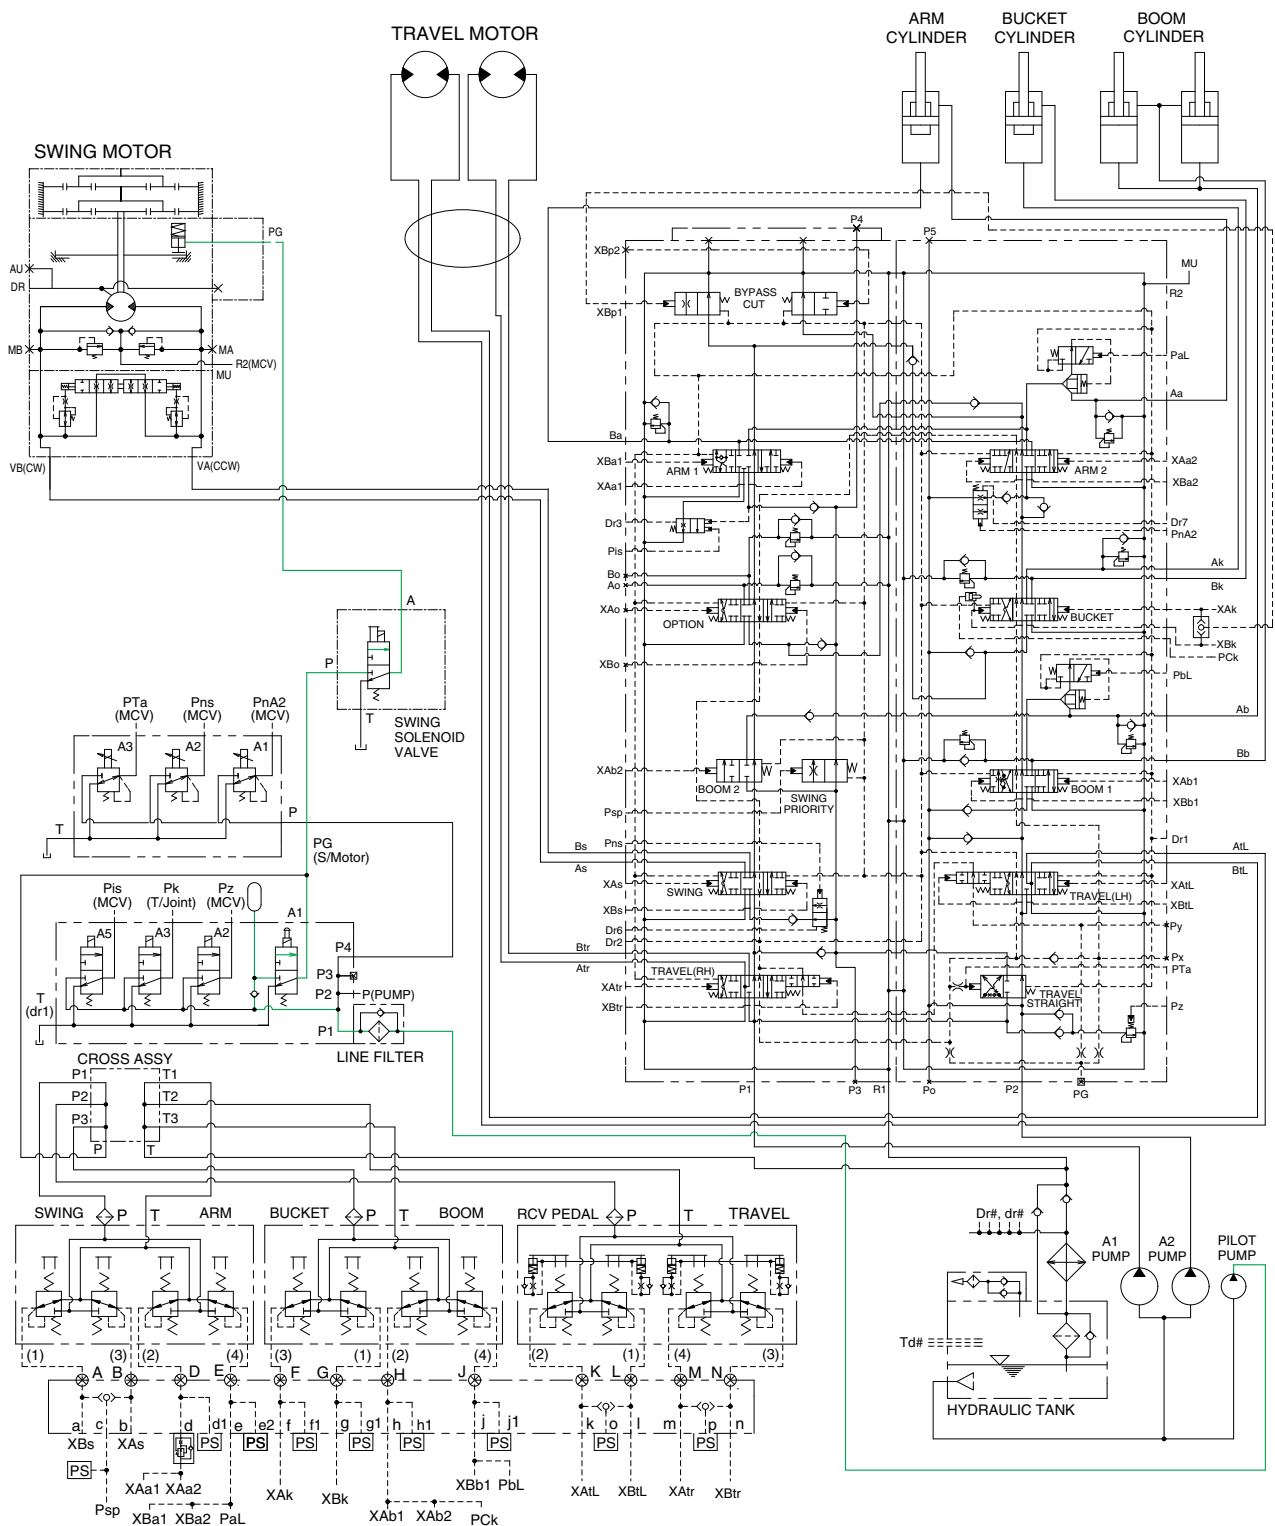 ARM
CYLINDER
BUCKET
CYLINDER
BOOM
CYLINDER
TRAVEL MOTOR
SWING MOTOR
PG
AU
DR
MB
MA
R2(MCV)
MU
VB(CW)
VA(CCW)
P4
P5
XBp2
XBp1
BYPASS
CUT
MU
R2
PaL
Aa
Ba
XBa1
ARM 1
XAa1
ARM 2
XAa2
XBa2
Dr3
Pis
Dr7
PnA2
Bo
Ao
Ak
Bk
XAo
OPTION
XBo
BUCKET
XAk
XBk
PCk
PbL
Ab
Bb
A
P
T
SWING
SOLENOID
VALVE
PTa
(MCV)
Pns
(MCV)
PnA2
(MCV)
A3
A2
A1
P
T
XAb2
BOOM 2
SWING
PRIORITY
Psp
BOOM 1
XAb1
XBb1
Pns
Dr1
Bs
As
AtL
BtL
XAs
SWING
XBs
Dr6
Dr2
TRAVEL(LH)
XAtL
XBtL
Py
Btr
Atr
Px
PTa
TRAVEL(RH)
XAtr
XBtr
TRAVEL
STRAIGHT
Pz
PG
(S/Motor)
Pis
(MCV)
Pk
(T/Joint)
Pz
(MCV)
A5
A3
A2
A1
P4
P3
P2
P(PUMP)
P1
T
(dr1)
LINE FILTER
P1
P3
R1
Po
P2
PG
CROSS ASSY
P1
T1
P2
T2
P3
T3
P
T
SWING
P
T
ARM
BUCKET
P
T
BOOM
RCV PEDAL
P
T
TRAVEL
Dr#, dr#
A1
PUMP
A2
PUMP
PILOT
PUMP
Td#
HYDRAULIC TANK
(1)
(3)
(2)
(4)
(3)
(1)
(2)
(4)
(2)
(1)
(4)
(3)
A
B
D
E
F
G
H
J
K
L
M
N
a
c
b
d
d1
e
e2
f
f1
g
g1
h
h1
j
j1
k
o
l
m
p
n
XBs
XAs
PS
PS
PS
PS
PS
PS
PS
PS
PS
Psp
XAa1
XAa2
XBa1
XBa2
PaL
XAk
XBk
XAb1
XAb2
PCk
XBb1
PbL
XAtL
XBtL
XAtr
XBtr